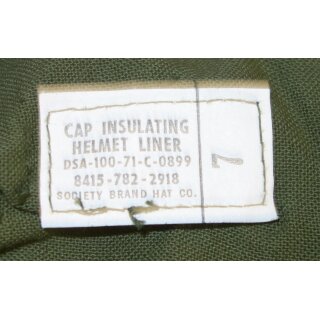 CAP INSULATING
HELMET LINER
DSA-100-71-C-0899
8415-782-2918
SOCIETY BRAND HAT CO.
7